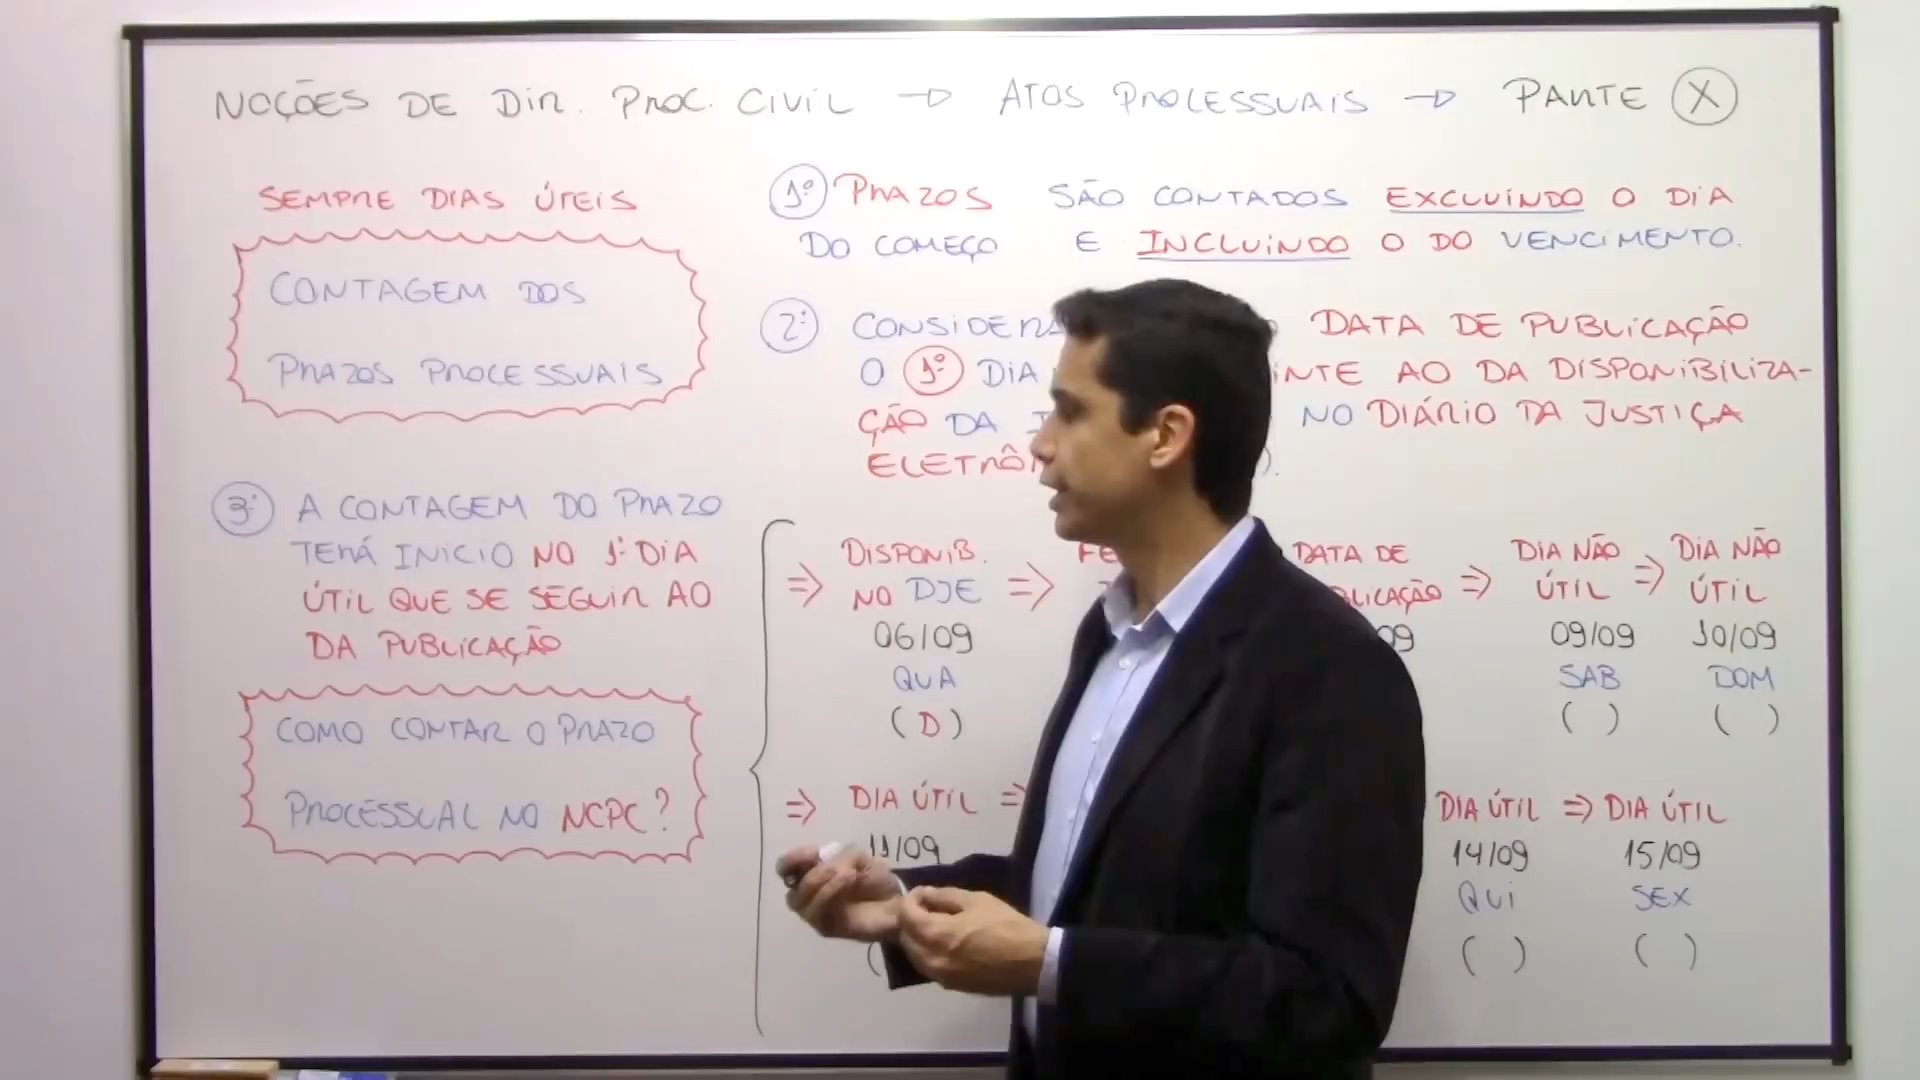 NOÇÕES DE DIR. PROC. CIVIL → ATOS PROCESSUAIS → PARTE X
SEMPRE DIAS ÚTEIS
CONTAGEM DOS
PRAZOS PROCESSUAIS
1º PRAZOS SÃO CONTADOS EXCLUINDO O DIA
DO COMEÇO E INCLUINDO O DO VENCIMENTO.
2º DATA DE PUBLICAÇÃO
O 1º DIA AO DA DISPONIBILIZA-
ÇÃO DA NO DIÁRIO DA JUSTIÇA
3º A CONTAGEM DO PRAZO
TERÁ INÍCIO NO 1º DIA
ÚTIL QUE SE SEGUIR AO
DA PUBLICAÇÃO
COMO CONTAR O PRAZO
PROCESSUAL NO NCPC?
⇒ DISPONIB. ⇒ DATA DE ⇒ DIA NÃO ⇒ DIA NÃO
NO DJE ÚTIL ÚTIL
06/09 09/09 10/09
QUA SAB DOM
( D ) ( ) ( )
⇒ DIA ÚTIL ⇒ DIA ÚTIL ⇒ DIA ÚTIL
11/09 14/09 15/09
QUI SEX
( ) ( )